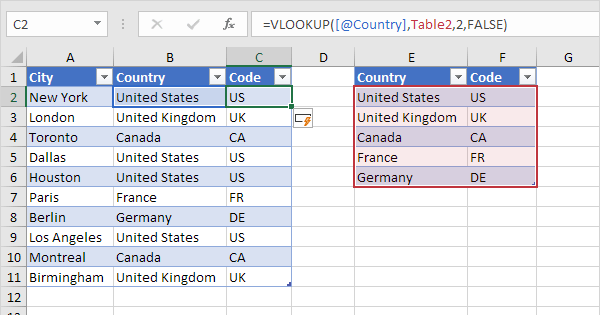 C2 fx =VLOOKUP([@Country],Table2,2,FALSE)
A B C D E F G
1 City Country Code Country Code
2 New York United States US United States US
3 London United Kingdom UK United Kingdom UK
4 Toronto Canada CA Canada CA
5 Dallas United States US France FR
6 Houston United States US Germany DE
7 Paris France FR
8 Berlin Germany DE
9 Los Angeles United States US
10 Montreal Canada CA
11 Birmingham United Kingdom UK
12
13